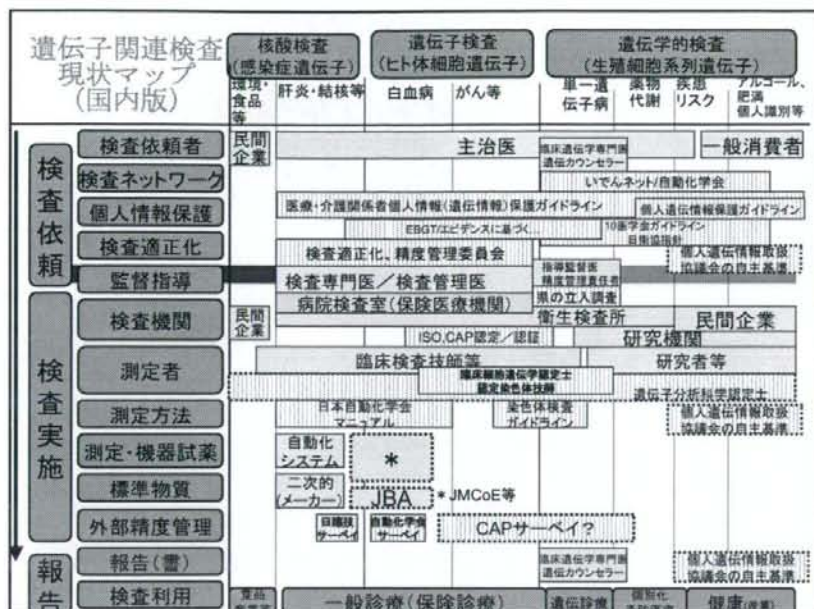 遺伝子関連検査
現状マップ
(国内版)
核酸検査
(感染症遺伝子)
遺伝子検査
(ヒト体細胞遺伝子)
遺伝学的検査
(生殖細胞系列遺伝子)
環境・
食品
等
肝炎・結核等
白血病
がん等
単一遺
伝子病
薬物
代謝
疾患
リスク
アルコール、
肥満
個人識別等
検査依頼
検査依頼者
民間
企業
主治医
臨床遺伝学専門医
遺伝カウンセラー
一般消費者
検査ネットワーク
いでんネット/自動化学会
個人情報保護
医療・介護関係者個人情報(遺伝情報)保護ガイドライン
個人遺伝情報保護ガイドライン
検査適正化
EBGT/エビデンスに基づく...
10医学会ガイドライン
検査適正化、精度管理委員会
個人遺伝情報取扱
協議会の自主基準
監督指導
検査専門医/検査管理医
指導監督医
精度管理責任者
病院検査室(保険医療機関)
県の立入調査
検査実施
検査機関
民間
企業
衛生検査所
民間企業
ISO,CAP認定/認証
研究機関
測定者
臨床検査技師等
研究者等
臨床細胞遺伝学認定士
認定染色体技師
遺伝子分析科学認定士
測定方法
日本自動化学会
マニュアル
染色体検査
ガイドライン
個人遺伝情報取扱
協議会の自主基準
測定・機器試薬
自動化
システム
*
標準物質
二次的
(メーカー)
JBA
*JMCoE等
外部精度管理
日臨技
サーベイ
自動化学会
サーベイ
CAPサーベイ?
報告
報告(書)
臨床遺伝学専門医
遺伝カウンセラー
個人遺伝情報取扱
協議会の自主基準
検査利用
食品
一般診療(保険診療)
遺伝診療
個別化
健康